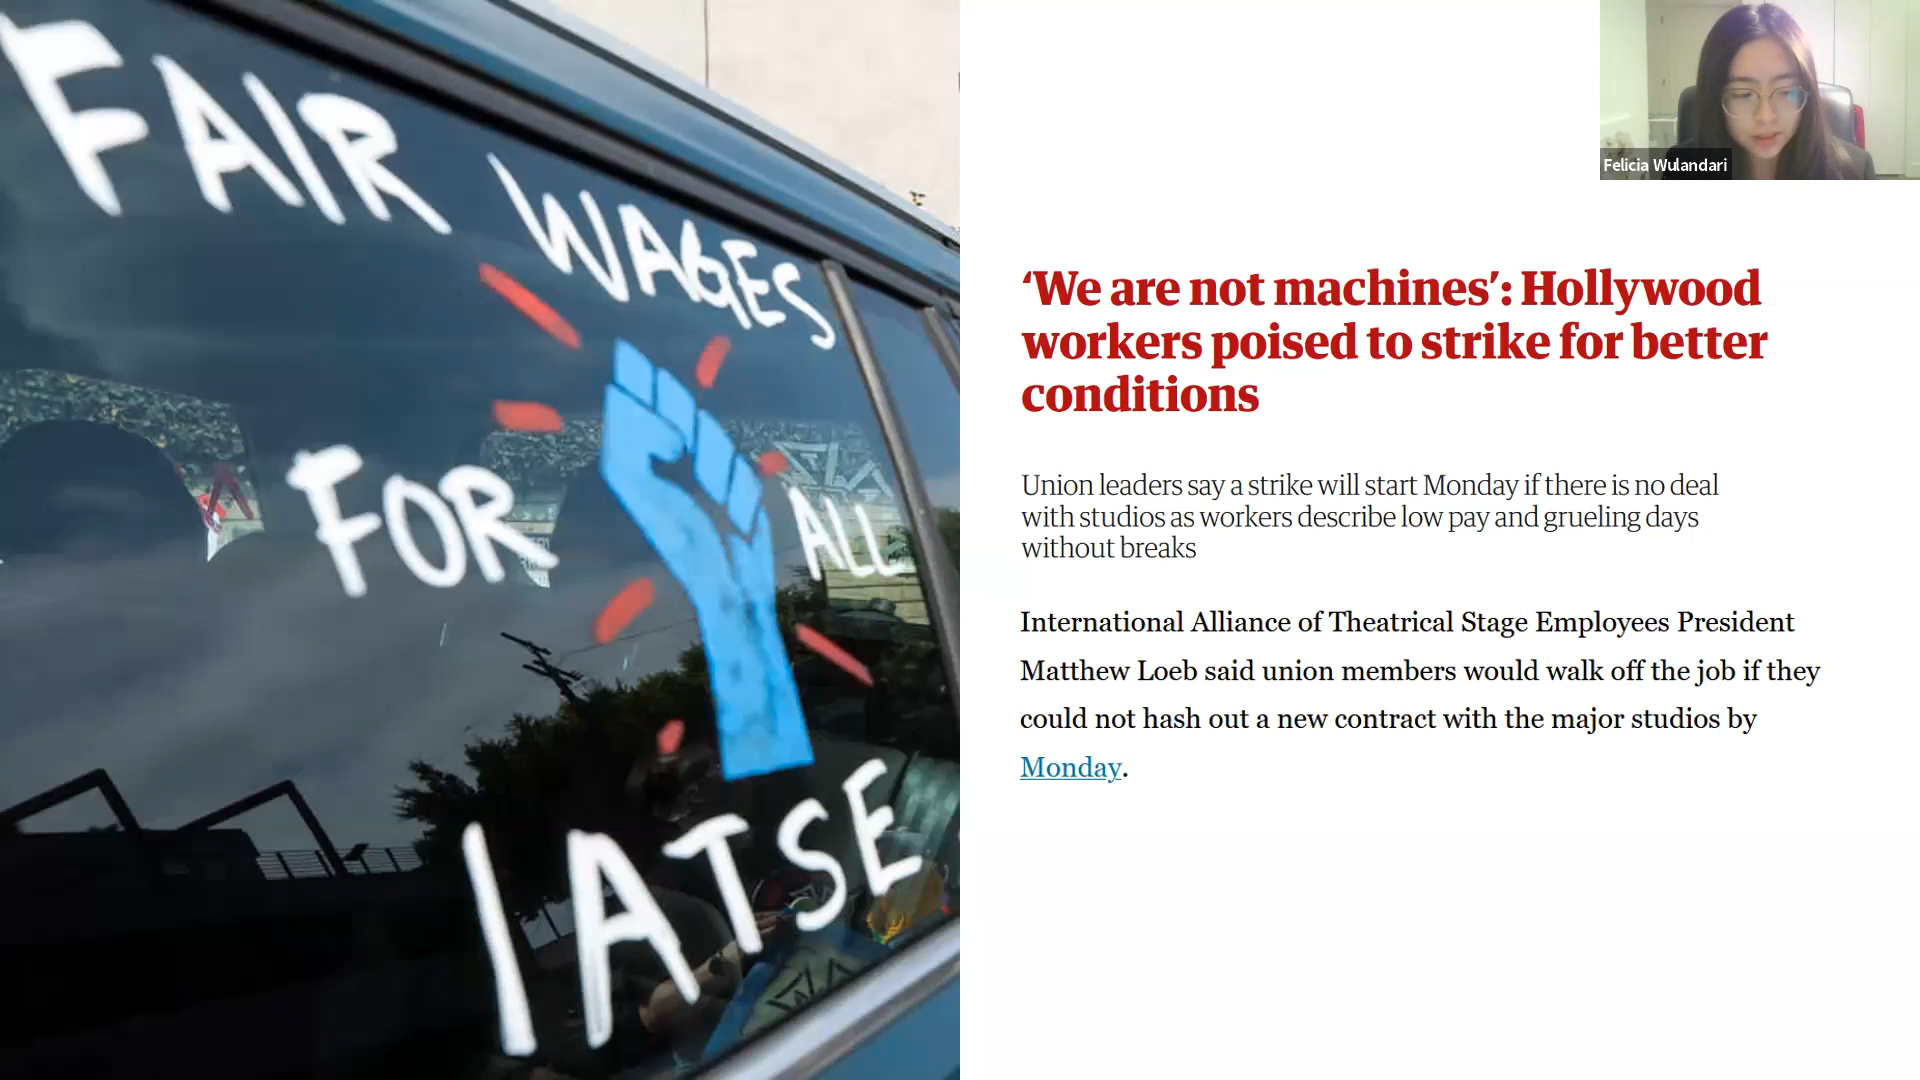 FAIR WAGES
FOR ALL
IATSE
Felicia Wulandari
‘We are not machines’: Hollywood
workers poised to strike for better
conditions
Union leaders say a strike will start Monday if there is no deal
with studios as workers describe low pay and grueling days
without breaks
International Alliance of Theatrical Stage Employees President
Matthew Loeb said union members would walk off the job if they
could not hash out a new contract with the major studios by
Monday.